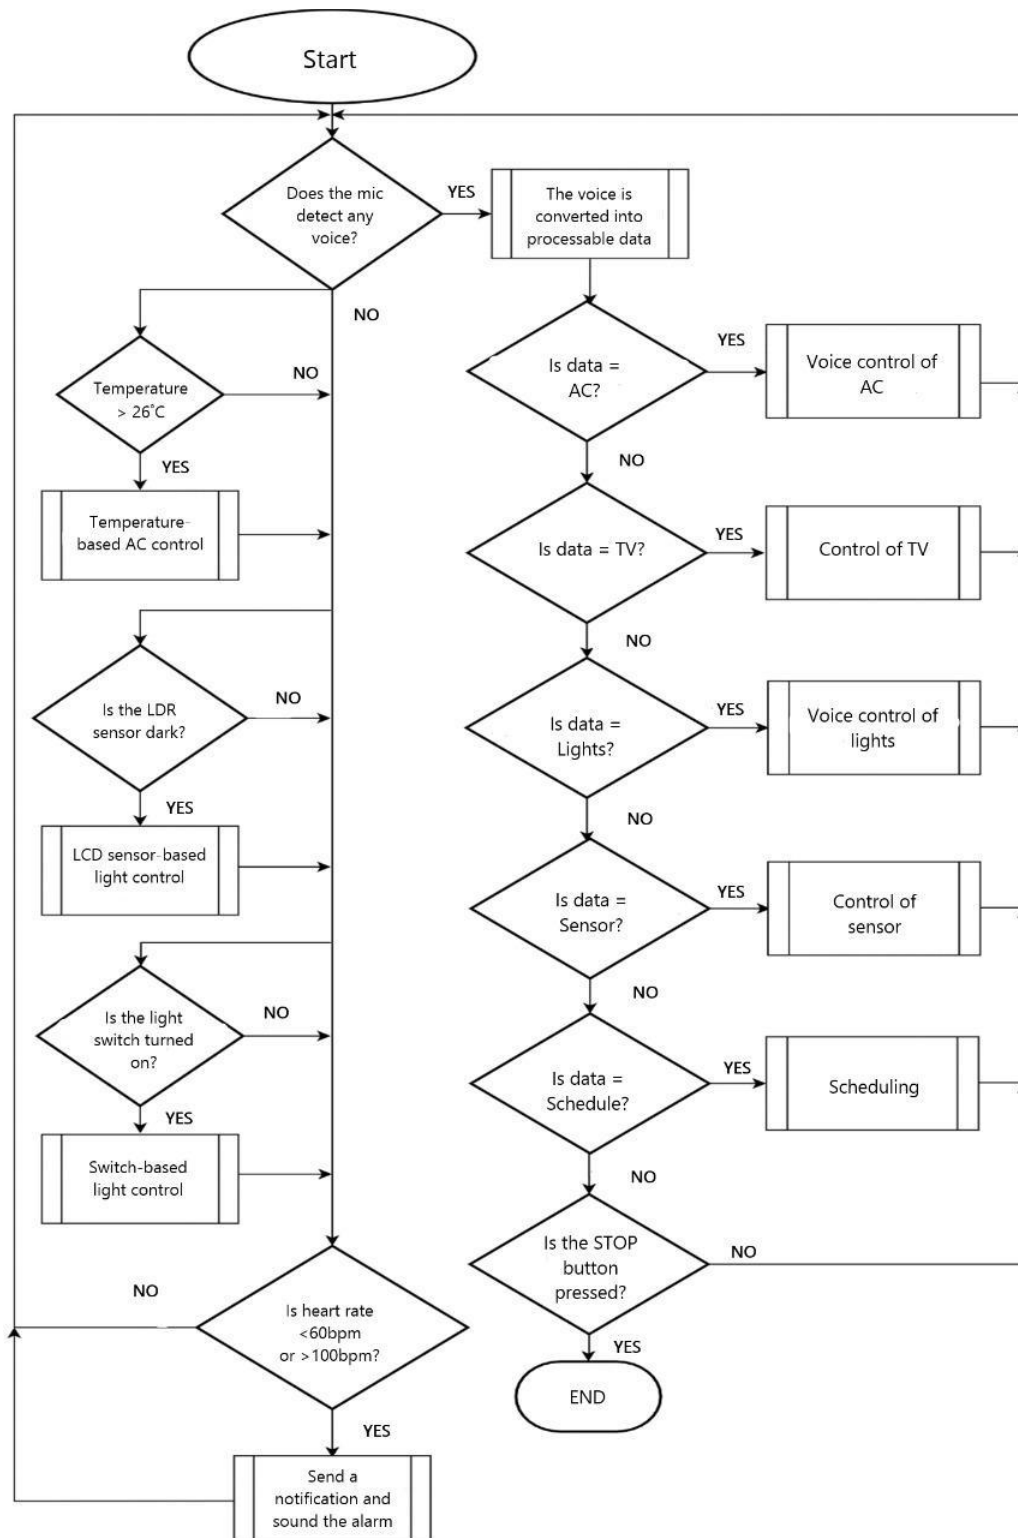 Start
Does the mic
detect any
voice?
YES
The voice is
converted into
processable data
NO
Temperature
> 26°C
NO
YES
Temperature-
based AC control
Is the LDR
sensor dark?
NO
YES
LCD sensor-based
light control
Is the light
switch turned
on?
NO
YES
Switch-based
light control
Is heart rate
<60bpm
or >100bpm?
NO
YES
Send a
notification and
sound the alarm
Is data =
AC?
YES
Voice control of
AC
NO
Is data = TV?
YES
Control of TV
NO
Is data =
Lights?
YES
Voice control of
lights
NO
Is data =
Sensor?
YES
Control of
sensor
NO
Is data =
Schedule?
YES
Scheduling
NO
Is the STOP
button
pressed?
NO
YES
END